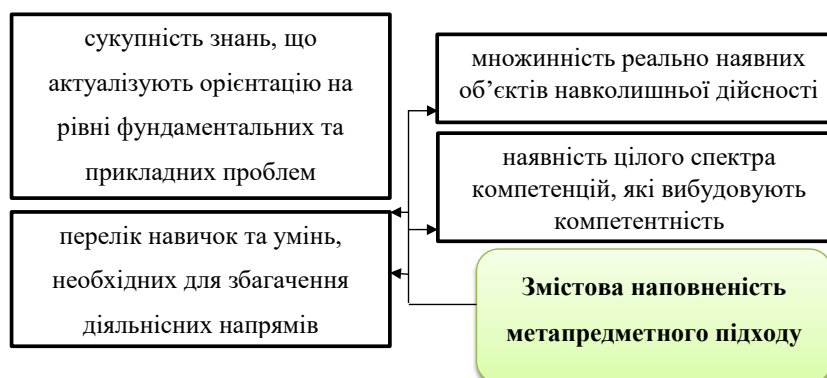 сукупність знань, що
актуалізують орієнтацію на
рівні фундаментальних та
прикладних проблем
перелік навичок та умінь,
необхідних для збагачення
діяльнісних напрямів
множинність реально наявних
об’єктів навколишньої дійсності
наявність цілого спектра
компетенцій, які вибудовують
компетентність
Змістова наповненість
метапредметного підходу